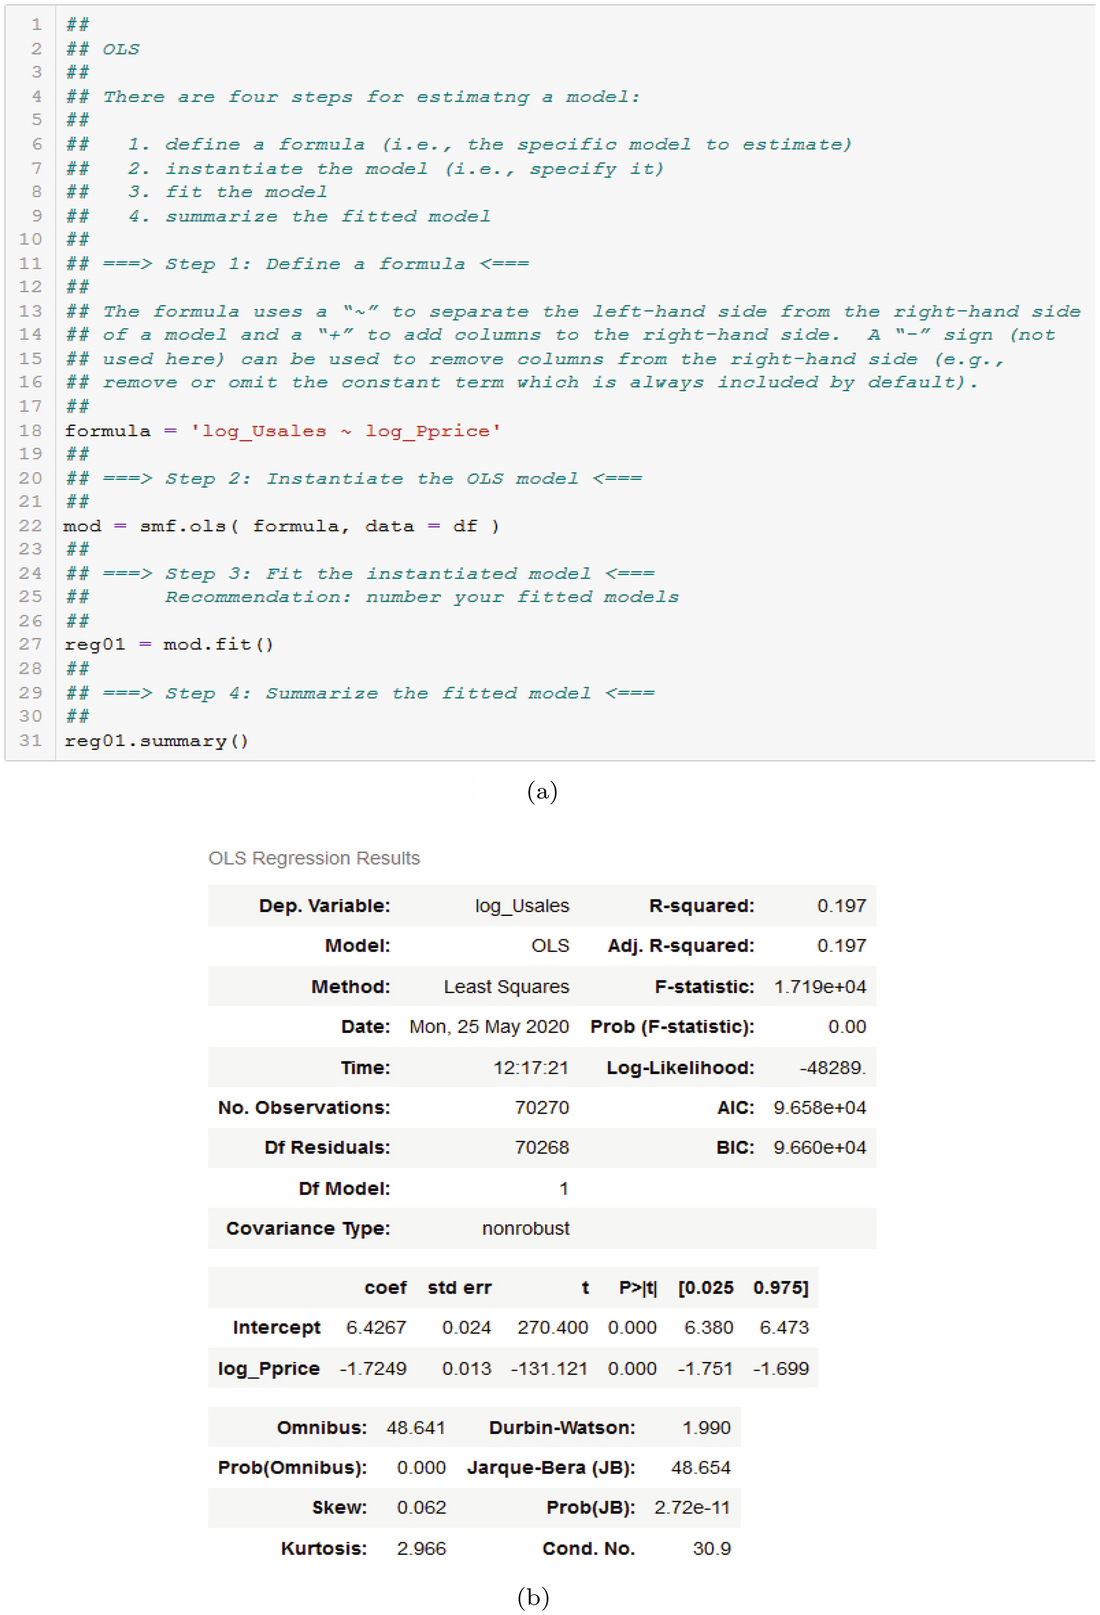 1 ##
2 ## OLS
3 ##
4 ## There are four steps for estimatng a model:
5 ##
6 ##   1. define a formula (i.e., the specific model to estimate)
7 ##   2. instantiate the model (i.e., specify it)
8 ##   3. fit the model
9 ##   4. summarize the fitted model
10 ##
11 ## ===> Step 1: Define a formula <===
12 ##
13 ## The formula uses a “~” to separate the left-hand side from the right-hand side
14 ## of a model and a “+” to add columns to the right-hand side.  A “-” sign (not
15 ## used here) can be used to remove columns from the right-hand side (e.g.,
16 ## remove or omit the constant term which is always included by default).
17 ##
18 formula = 'log_Usales ~ log_Pprice'
19 ##
20 ## ===> Step 2: Instantiate the OLS model <===
21 ##
22 mod = smf.ols( formula, data = df )
23 ##
24 ## ===> Step 3: Fit the instantiated model <===
25 ##      Recommendation: number your fitted models
26 ##
27 reg01 = mod.fit()
28 ##
29 ## ===> Step 4: Summarize the fitted model <===
30 ##
31 reg01.summary()
(a)
OLS Regression Results
Dep. Variable: log_Usales R-squared: 0.197
Model: OLS Adj. R-squared: 0.197
Method: Least Squares F-statistic: 1.719e+04
Date: Mon, 25 May 2020 Prob (F-statistic): 0.00
Time: 12:17:21 Log-Likelihood: -48289.
No. Observations: 70270 AIC: 9.658e+04
Df Residuals: 70268 BIC: 9.660e+04
Df Model: 1
Covariance Type: nonrobust
coef std err t P>|t| [0.025 0.975]
Intercept 6.4267 0.024 270.400 0.000 6.380 6.473
log_Pprice -1.7249 0.013 -131.121 0.000 -1.751 -1.699
Omnibus: 48.641 Durbin-Watson: 1.990
Prob(Omnibus): 0.000 Jarque-Bera (JB): 48.654
Skew: 0.062 Prob(JB): 2.72e-11
Kurtosis: 2.966 Cond. No. 30.9
(b)